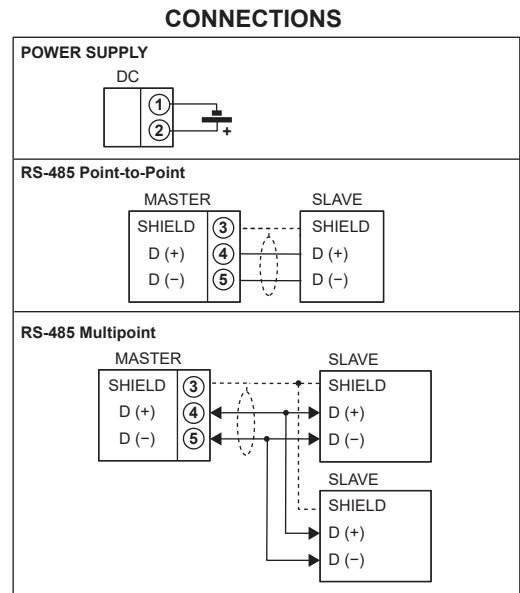 CONNECTIONS
POWER SUPPLY
DC
1
2
+
RS-485 Point-to-Point
MASTER SLAVE
SHIELD 3 SHIELD
D (+) 4 D (+)
D (−) 5 D (−)
RS-485 Multipoint
MASTER SLAVE
SHIELD 3 SHIELD
D (+) 4 D (+)
D (−) 5 D (−)
SLAVE
SHIELD
D (+)
D (−)